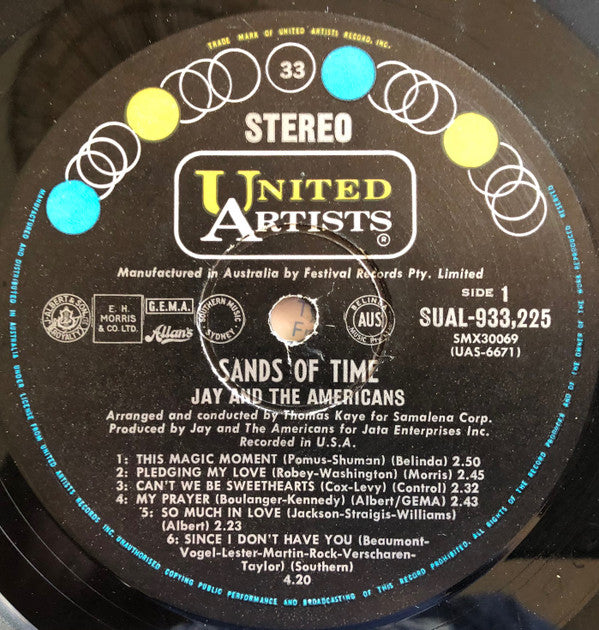 TRADE MARK OF UNITED ARTISTS RECORD, INC.
33
STEREO
UNITED
ARTISTS
®
Manufactured in Australia by Festival Records Pty. Limited
SIDE 1
SUAL-933,225
SMX30069
(UAS-6671)
ALBERT & SON
ROYALTY
E. H.
MORRIS
& CO. LTD.
G.E.M.A.
Allan's
SOUTHERN MUSIC
SYDNEY
BELINDA
AUS
MUSIC
SANDS OF TIME
JAY AND THE AMERICANS
Arranged and conducted by Thomas Kaye for Samalena Corp.
Produced by Jay and The Americans for Jata Enterprises Inc.
Recorded in U.S.A.
1: THIS MAGIC MOMENT (Pomus-Shuman) (Belinda) 2.50
2: PLEDGING MY LOVE (Robey-Washington) (Morris) 2.45
3: CAN'T WE BE SWEETHEARTS (Cox-Levy) (Control) 2.32
4: MY PRAYER (Boulanger-Kennedy) (Albert/GEMA) 2.43
5: SO MUCH IN LOVE (Jackson-Straigis-Williams)
(Albert) 2.23
6: SINCE I DON'T HAVE YOU (Beaumont-
Vogel-Lester-Martin-Rock-Verscharen-
Taylor) (Southern)
4.20
MANUFACTURED AND DISTRIBUTED IN AUSTRALIA UNDER LICENSE FROM UNITED ARTISTS RECORDS INC. UNAUTHORISED COPYING PUBLIC PERFORMANCE AND BROADCASTING OF THIS RECORD PROHIBITED. ALL RIGHTS OF THE RECORD PRODUCER AND OF THE OWNER OF THE WORK REPRODUCED RESERVED